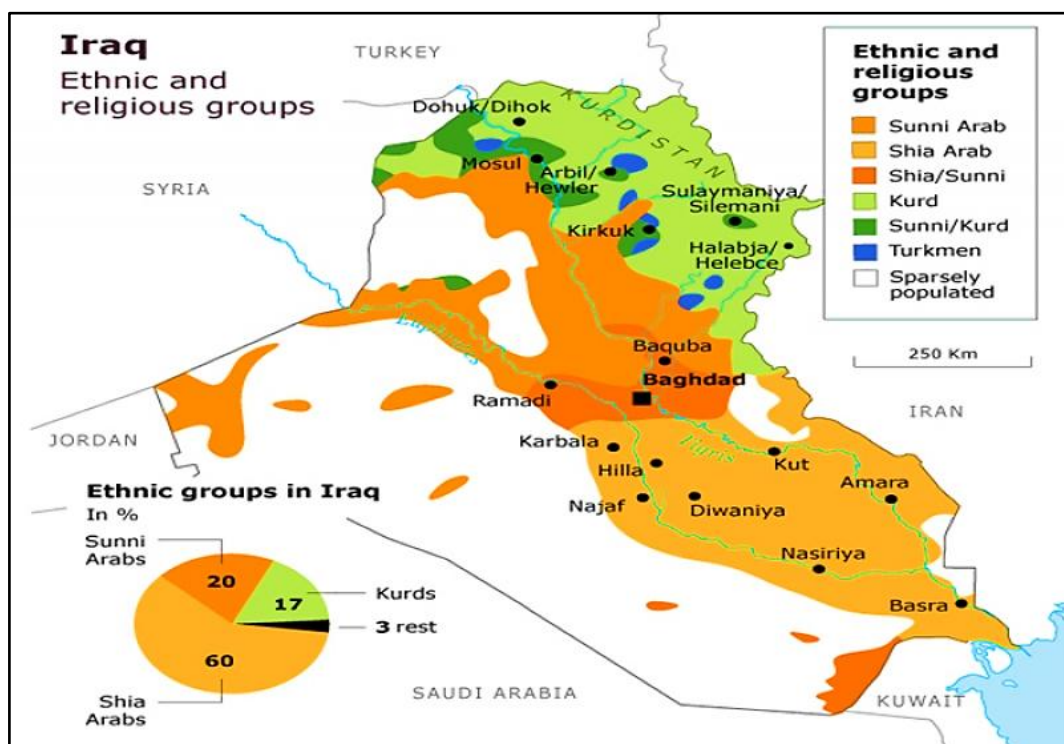 Iraq
Ethnic and
religious groups
TURKEY
SYRIA
JORDAN
IRAN
SAUDI ARABIA
KUWAIT
KURDISTAN
Dohuk/Dihok
Mosul
Arbil/
Hewler
Sulaymaniya/
Silemani
Kirkuk
Halabja/
Helebce
Euphrates
Baquba
Baghdad
Ramadi
Tigris
Karbala
Hilla
Kut
Najaf
Diwaniya
Amara
Nasiriya
Basra
Ethnic and
religious
groups
Sunni Arab
Shia Arab
Shia/Sunni
Kurd
Sunni/Kurd
Turkmen
Sparsely
populated
250 Km
Ethnic groups in Iraq
In %
Sunni
Arabs
20
17
Kurds
3 rest
60
Shia
Arabs